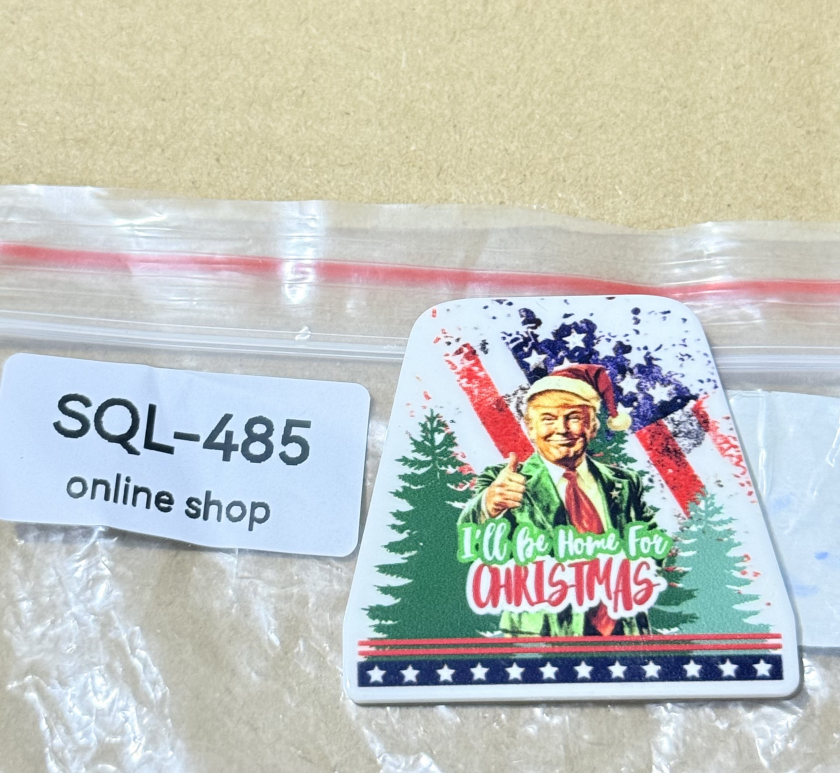 SQL-485
online shop
I'll Be Home For
CHRISTMAS